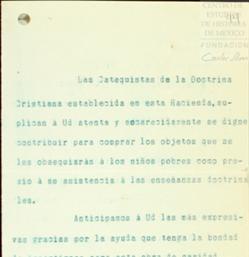 CENTRO DE
ESTUDIOS
DE HISTORIA
DE MEXICO
FUNDACIÓN
Carlos Slim
Las Catequistas de la Doctrina
Cristiana establecida en esta Hacienda, su-
plican á Ud atenta y encarecidamente se digne
contribuir para comprar los objetos que se
les obsequiarán á los niños pobres como pre-
mio á su asistencia á las enseñanzas doctrina
les.
Anticipamos á Ud las más expresi-
vas gracias por la ayuda que tenga la bondad